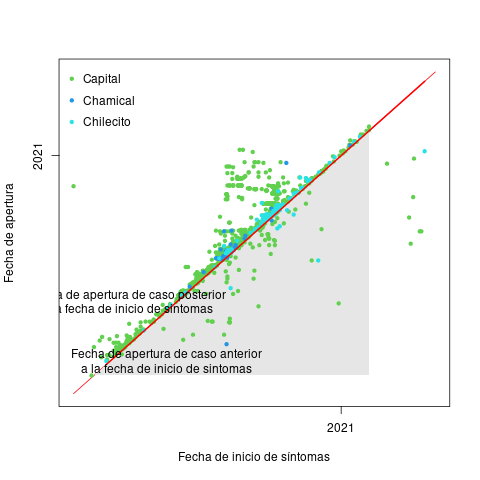 Capital
Chamical
Chilecito
2021
Fecha de apertura
a de apertura de caso posterior
a fecha de inicio de síntomas
Fecha de apertura de caso anterior
a la fecha de inicio de sintomas
2021
Fecha de inicio de síntomas